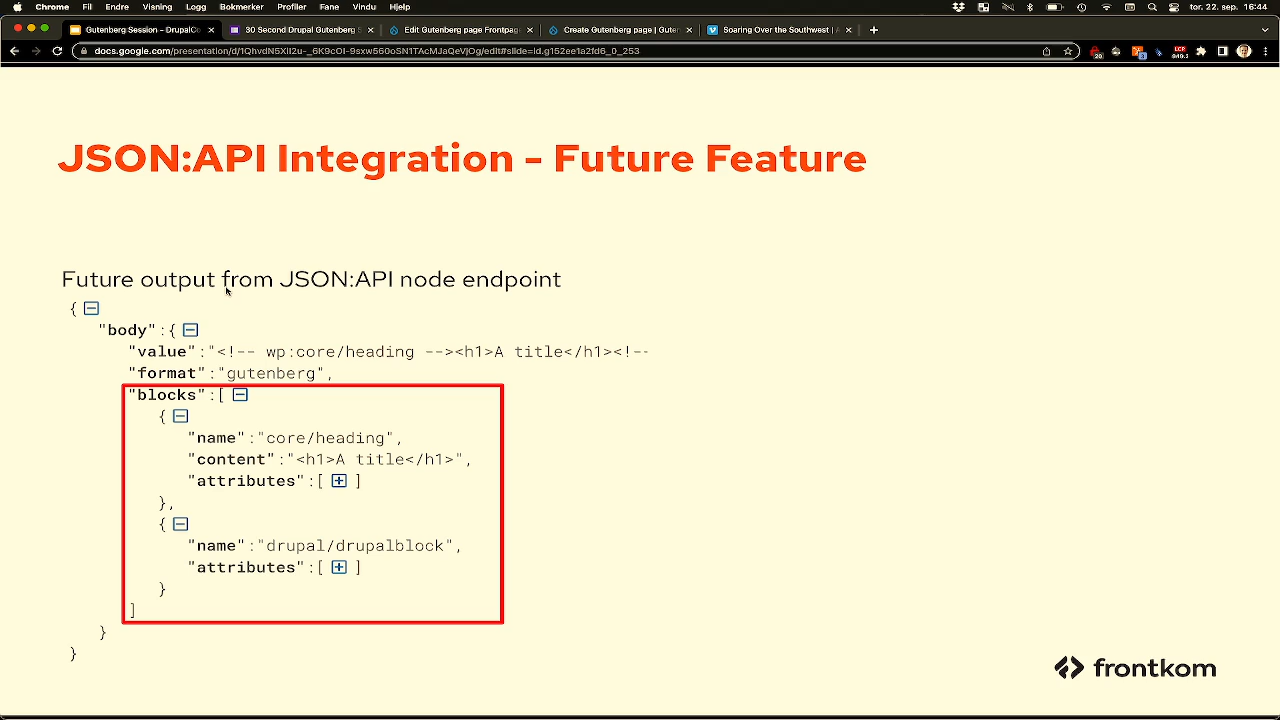 Chrome Fil Endre Visning Logg Bokmerker Profiler Fane Vindu Hjelp tor. 22. sep. 16:44
Gutenberg Session – DrupalCo 30 Second Drupal Gutenberg S Edit Gutenberg page Frontpage Create Gutenberg page | Guten Soaring Over the Southwest | A
JSON:API Integration - Future Feature
Future output from JSON:API node endpoint
{
"body":{
"value":"<!-- wp:core/heading --><h1>A title</h1><!--
"format":"gutenberg",
"blocks":[
{
"name":"core/heading",
"content":"<h1>A title</h1>",
"attributes":[ ]
},
{
"name":"drupal/drupalblock",
"attributes":[ ]
}
]
}
}
frontkom